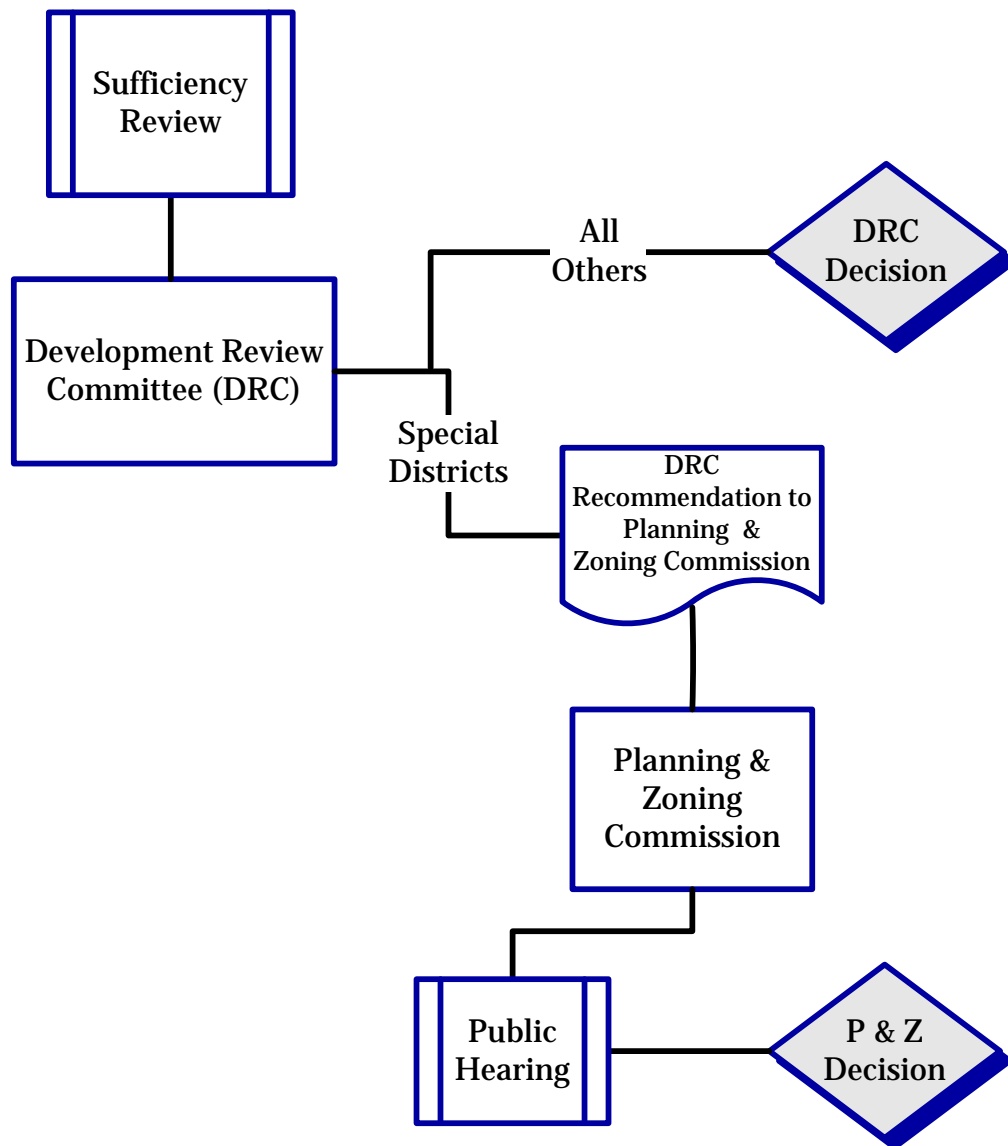 Sufficiency
Review
All
Others
DRC
Decision
Development Review
Committee (DRC)
Special
Districts
DRC
Recommendation to
Planning &
Zoning Commission
Planning &
Zoning
Commission
Public
Hearing
P & Z
Decision